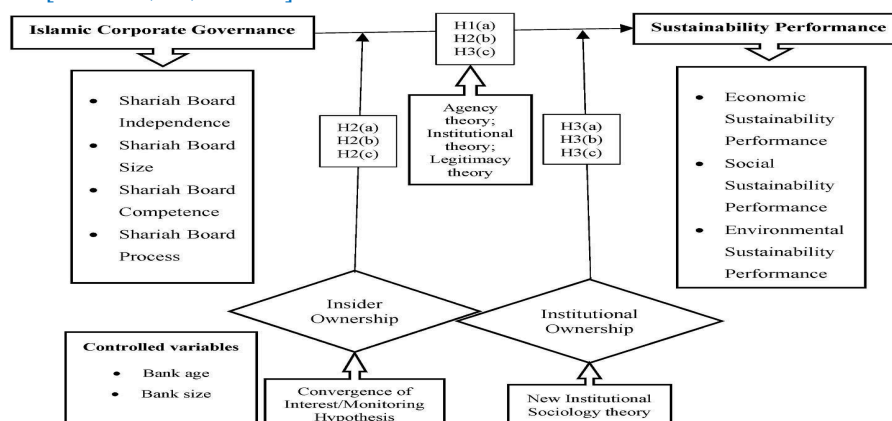 Islamic Corporate Governance
H1(a)
H2(b)
H3(c)
Sustainability Performance
• Shariah Board
Independence
• Shariah Board
Size
• Shariah Board
Competence
• Shariah Board
Process
H2(a)
H2(b)
H2(c)
Agency
theory;
Institutional
theory;
Legitimacy
theory
H3(a)
H3(b)
H3(c)
• Economic
Sustainability
Performance
• Social
Sustainability
Performance
• Environmental
Sustainability
Performance
Insider
Ownership
Institutional
Ownership
Controlled variables
• Bank age
• Bank size
Convergence of
Interest/Monitoring
Hypothesis
New Institutional
Sociology theory